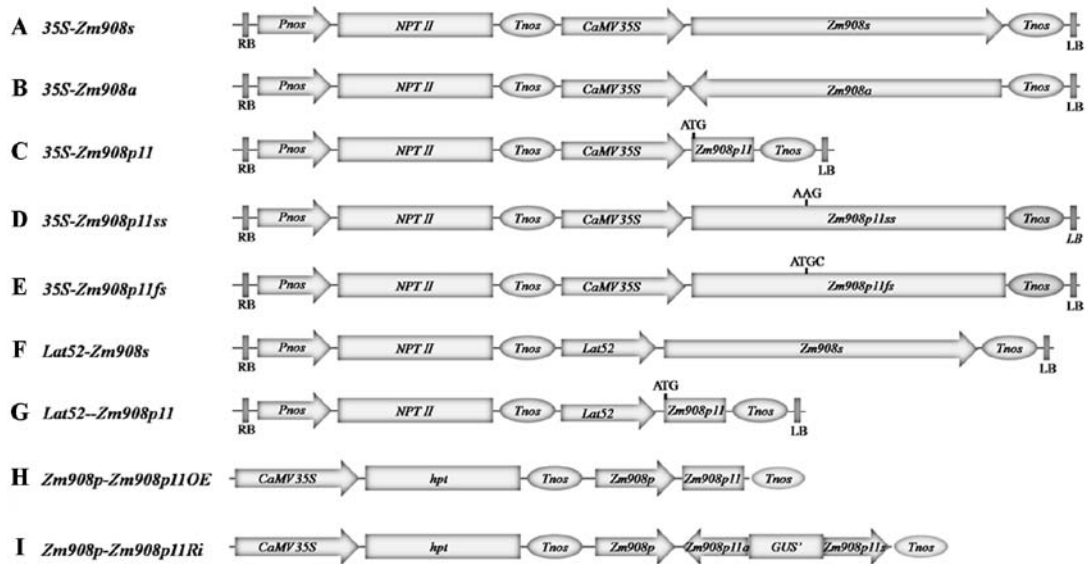 A 35S-Zm908s Pnos NPT II Tnos CaMV35S Zm908s Tnos
RB LB
B 35S-Zm908a Pnos NPT II Tnos CaMV35S Zm908a Tnos
RB LB
ATG
C 35S-Zm908p11 Pnos NPT II Tnos CaMV35S Zm908p11 Tnos
RB LB
AAG
D 35S-Zm908p11ss Pnos NPT II Tnos CaMV35S Zm908p11ss Tnos
RB LB
ATGC
E 35S-Zm908p11fs Pnos NPT II Tnos CaMV35S Zm908p11fs Tnos
RB LB
F Lat52-Zm908s Pnos NPT II Tnos Lat52 Zm908s Tnos
RB LB
ATG
G Lat52--Zm908p11 Pnos NPT II Tnos Lat52 Zm908p11 Tnos
RB LB
H Zm908p-Zm908p11OE CaMV35S hpt Tnos Zm908p Zm908p11 Tnos
I Zm908p-Zm908p11Ri CaMV35S hpt Tnos Zm908p Zm908p11a GUS' Zm908p11s Tnos